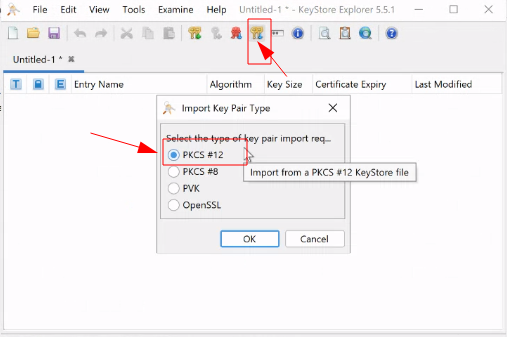 File Edit View Tools Examine Help Untitled-1 * - KeyStore Explorer 5.5.1
Untitled-1 *
T E Entry Name Algorithm Key Size Certificate Expiry Last Modified
Import Key Pair Type
Select the type of key pair import req...
PKCS #12
PKCS #8
Import from a PKCS #12 KeyStore file
PVK
OpenSSL
OK Cancel